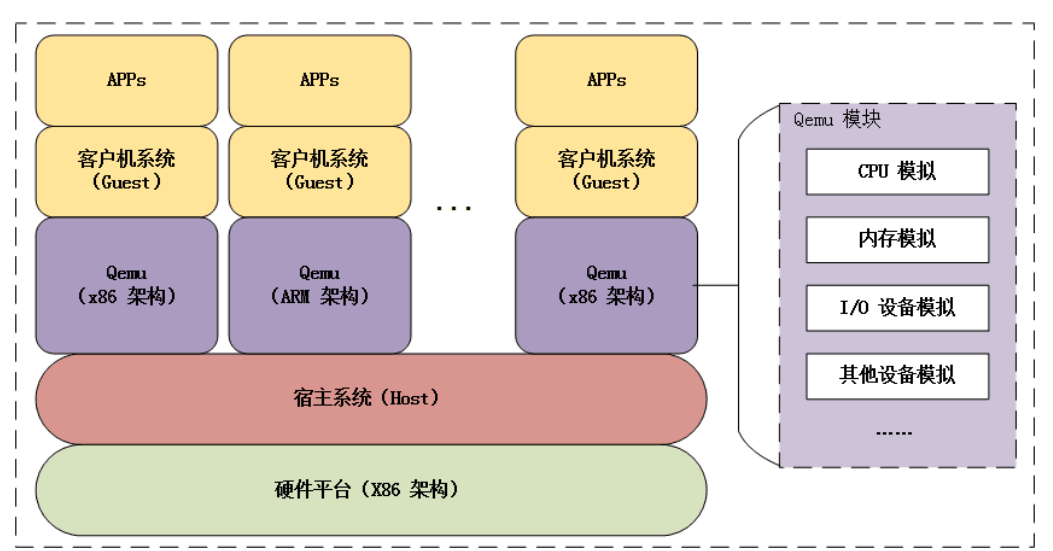 APPs
APPs
APPs
客户机系统
(Guest)
客户机系统
(Guest)
...
客户机系统
(Guest)
Qemu
(x86 架构)
Qemu
(ARM 架构)
Qemu
(x86 架构)
宿主系统(Host)
硬件平台(X86 架构)
Qemu 模块
CPU 模拟
内存模拟
I/O 设备模拟
其他设备模拟
……